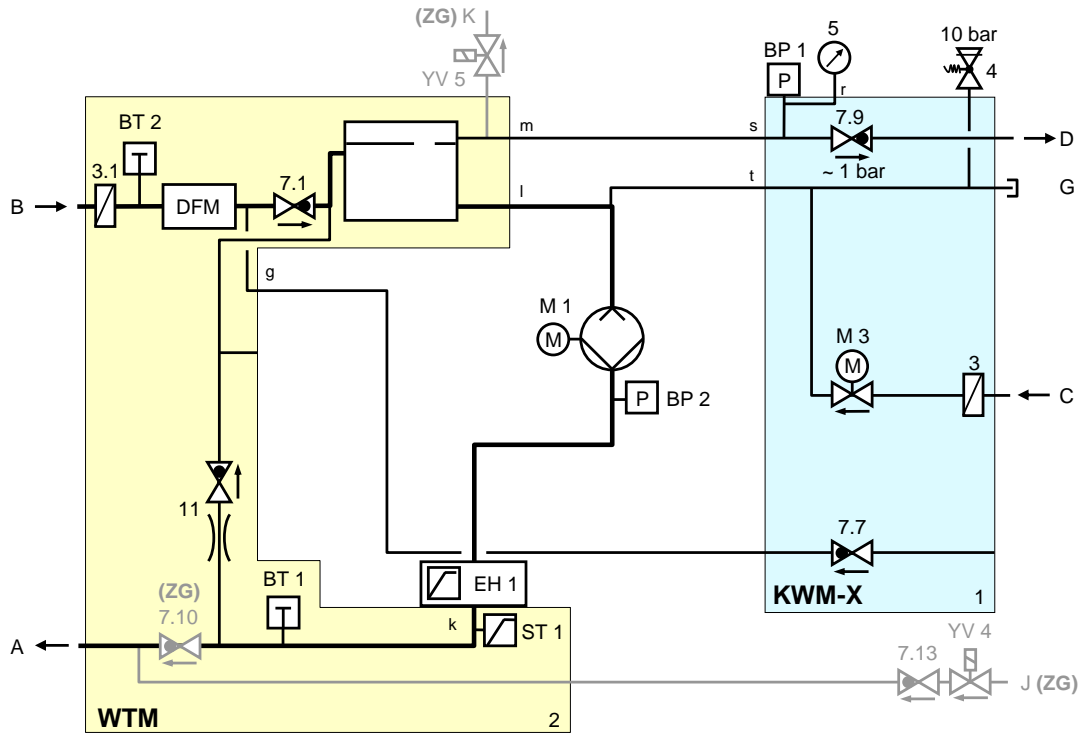 (ZG) K
YV 5
5
BP 1
P
r
10 bar
4
BT 2
T
3.1
B
DFM
7.1
m
s
7.9
~ 1 bar
D
l
t
G
g
M 1
M
M 3
M
3
C
P
BP 2
11
7.7
EH 1
BT 1
T
(ZG)
7.10
k
ST 1
KWM-X
1
A
YV 4
7.13
J (ZG)
WTM
2